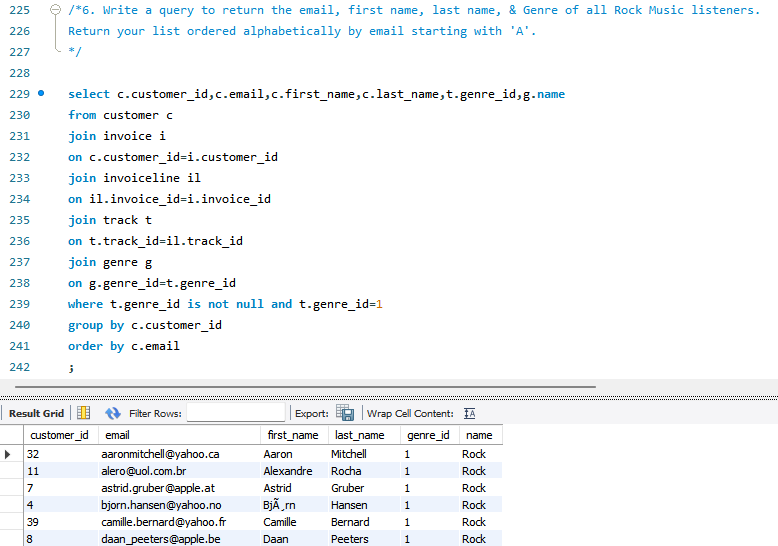 225 /*6. Write a query to return the email, first name, last name, & Genre of all Rock Music listeners.
226 Return your list ordered alphabetically by email starting with 'A'.
227 */
228
229 select c.customer_id,c.email,c.first_name,c.last_name,t.genre_id,g.name
230 from customer c
231 join invoice i
232 on c.customer_id=i.customer_id
233 join invoiceline il
234 on il.invoice_id=i.invoice_id
235 join track t
236 on t.track_id=il.track_id
237 join genre g
238 on g.genre_id=t.genre_id
239 where t.genre_id is not null and t.genre_id=1
240 group by c.customer_id
241 order by c.email
242 ;
Result Grid Filter Rows: Export: Wrap Cell Content: IA
customer_id email first_name last_name genre_id name
32 aaronmitchell@yahoo.ca Aaron Mitchell 1 Rock
11 alero@uol.com.br Alexandre Rocha 1 Rock
7 astrid.gruber@apple.at Astrid Gruber 1 Rock
4 bjorn.hansen@yahoo.no BjÃ¸rn Hansen 1 Rock
39 camille.bernard@yahoo.fr Camille Bernard 1 Rock
8 daan_peeters@apple.be Daan Peeters 1 Rock